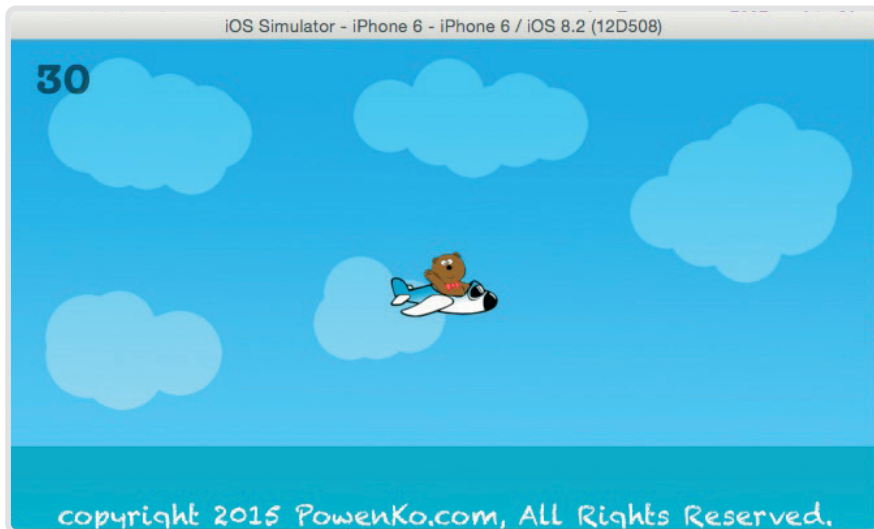 iOS Simulator - iPhone 6 - iPhone 6 / iOS 8.2 (12D508)
30
copyright 2015 PowenKo.com, All Rights Reserved.